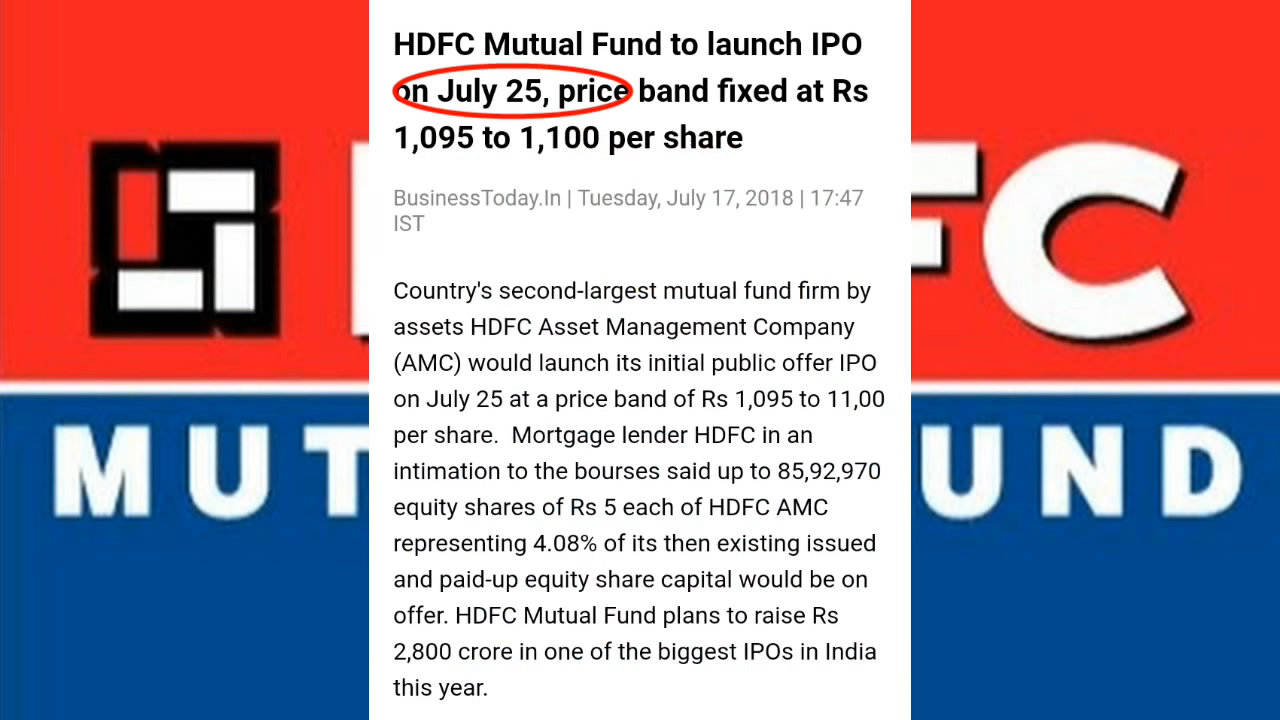 HDFC Mutual Fund to launch IPO
on July 25, price band fixed at Rs
1,095 to 1,100 per share
BusinessToday.In | Tuesday, July 17, 2018 | 17:47
IST
Country's second-largest mutual fund firm by
assets HDFC Asset Management Company
(AMC) would launch its initial public offer IPO
on July 25 at a price band of Rs 1,095 to 11,00
per share.  Mortgage lender HDFC in an
intimation to the bourses said up to 85,92,970
equity shares of Rs 5 each of HDFC AMC
representing 4.08% of its then existing issued
and paid-up equity share capital would be on
offer. HDFC Mutual Fund plans to raise Rs
2,800 crore in one of the biggest IPOs in India
this year.
FC
MUT UND